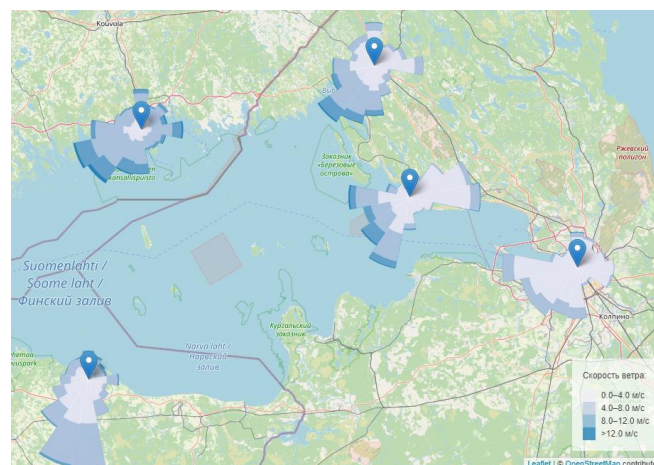 Kouvola
Выб
Заказник
«Березовые
острова»
Ржевский
полигон
kansallispuisto
Suomenlahti /
Soome laht /
Финский залив
Колпино
Кургальский
заказник
Narva laht /
Нарвский
залив
Скорость ветра:
0.0–4.0 м/с
4.0–8.0 м/с
8.0–12.0 м/с
>12.0 м/с
Leaflet | © OpenStreetMap contribut